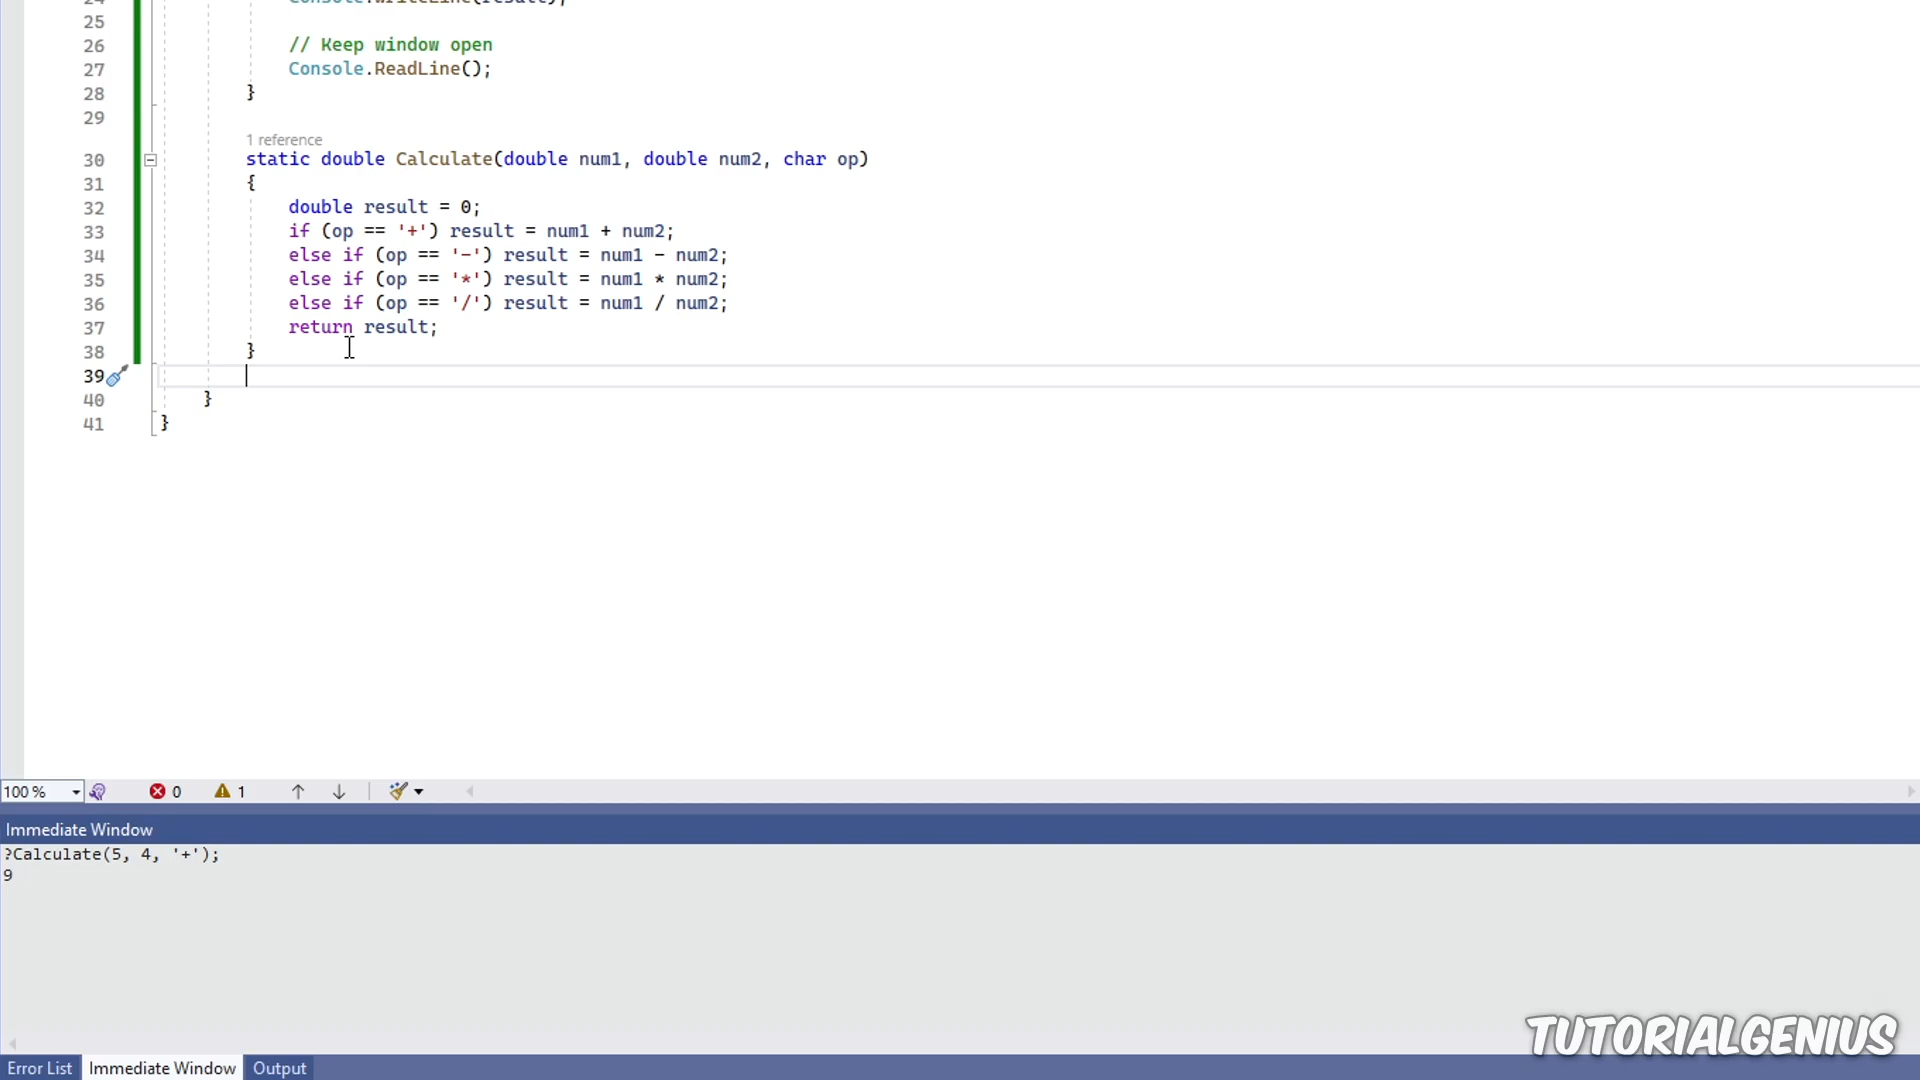 24 Console.WriteLine(result);
25
26 // Keep window open
27 Console.ReadLine();
28 }
29
1 reference
30 static double Calculate(double num1, double num2, char op)
31 {
32 double result = 0;
33 if (op == '+') result = num1 + num2;
34 else if (op == '-') result = num1 - num2;
35 else if (op == '*') result = num1 * num2;
36 else if (op == '/') result = num1 / num2;
37 return result;
38 }
39
40 }
41 }
100 % 0 1
Immediate Window
?Calculate(5, 4, '+');
9
TUTORIALGENIUS
Error List Immediate Window Output